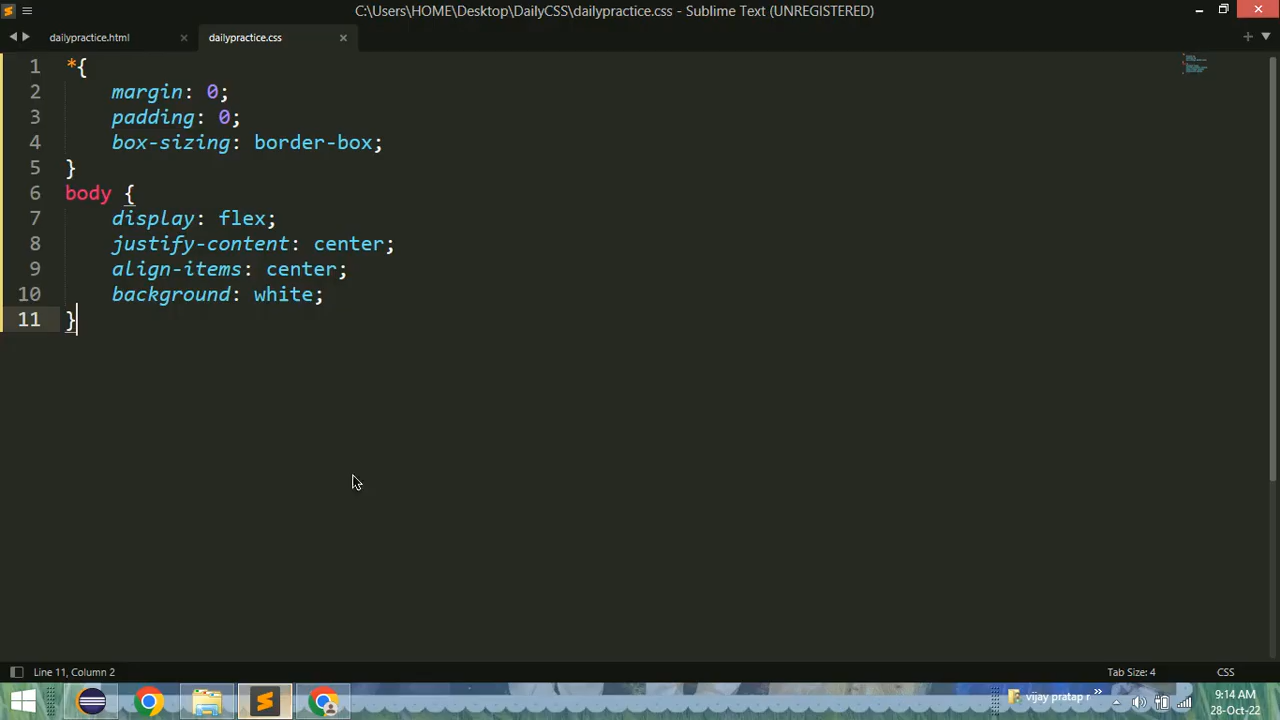 C:\Users\HOME\Desktop\DailyCSS\dailypractice.css - Sublime Text (UNREGISTERED)
dailypractice.html
dailypractice.css
1 *{
2 margin: 0;
3 padding: 0;
4 box-sizing: border-box;
5 }
6 body {
7 display: flex;
8 justify-content: center;
9 align-items: center;
10 background: white;
11 }
Line 11, Column 2
Tab Size: 4
CSS
vijay pratap r
9:14 AM
28-Oct-22